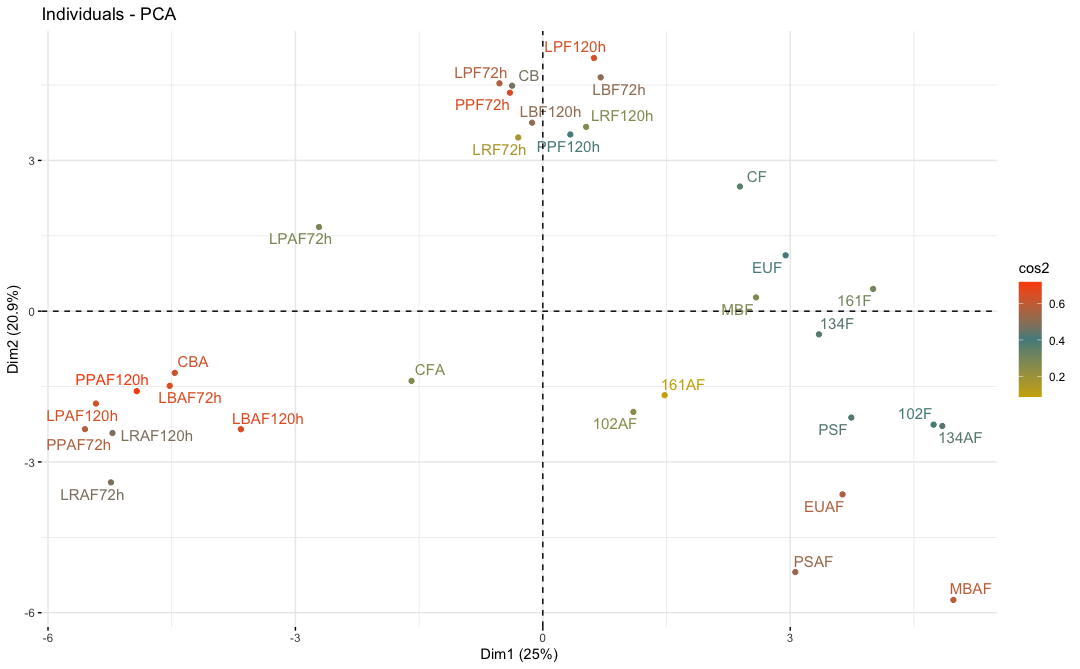 Individuals - PCA
LPF120h
LPF72h
CB
LBF72h
PPF72h
LBF120h
LRF120h
LRF72h
PPF120h
CF
LPAF72h
EUF
161F
MBF
134F
CBA
CFA
PPAF120h
LBAF72h
161AF
LPAF120h
LBAF120h
102AF
102F
PPAF72h
LRAF120h
PSF
134AF
LRAF72h
EUAF
PSAF
MBAF
3
0
-3
-6
-6
-3
0
3
Dim1 (25%)
Dim2 (20.9%)
cos2
0.6
0.4
0.2